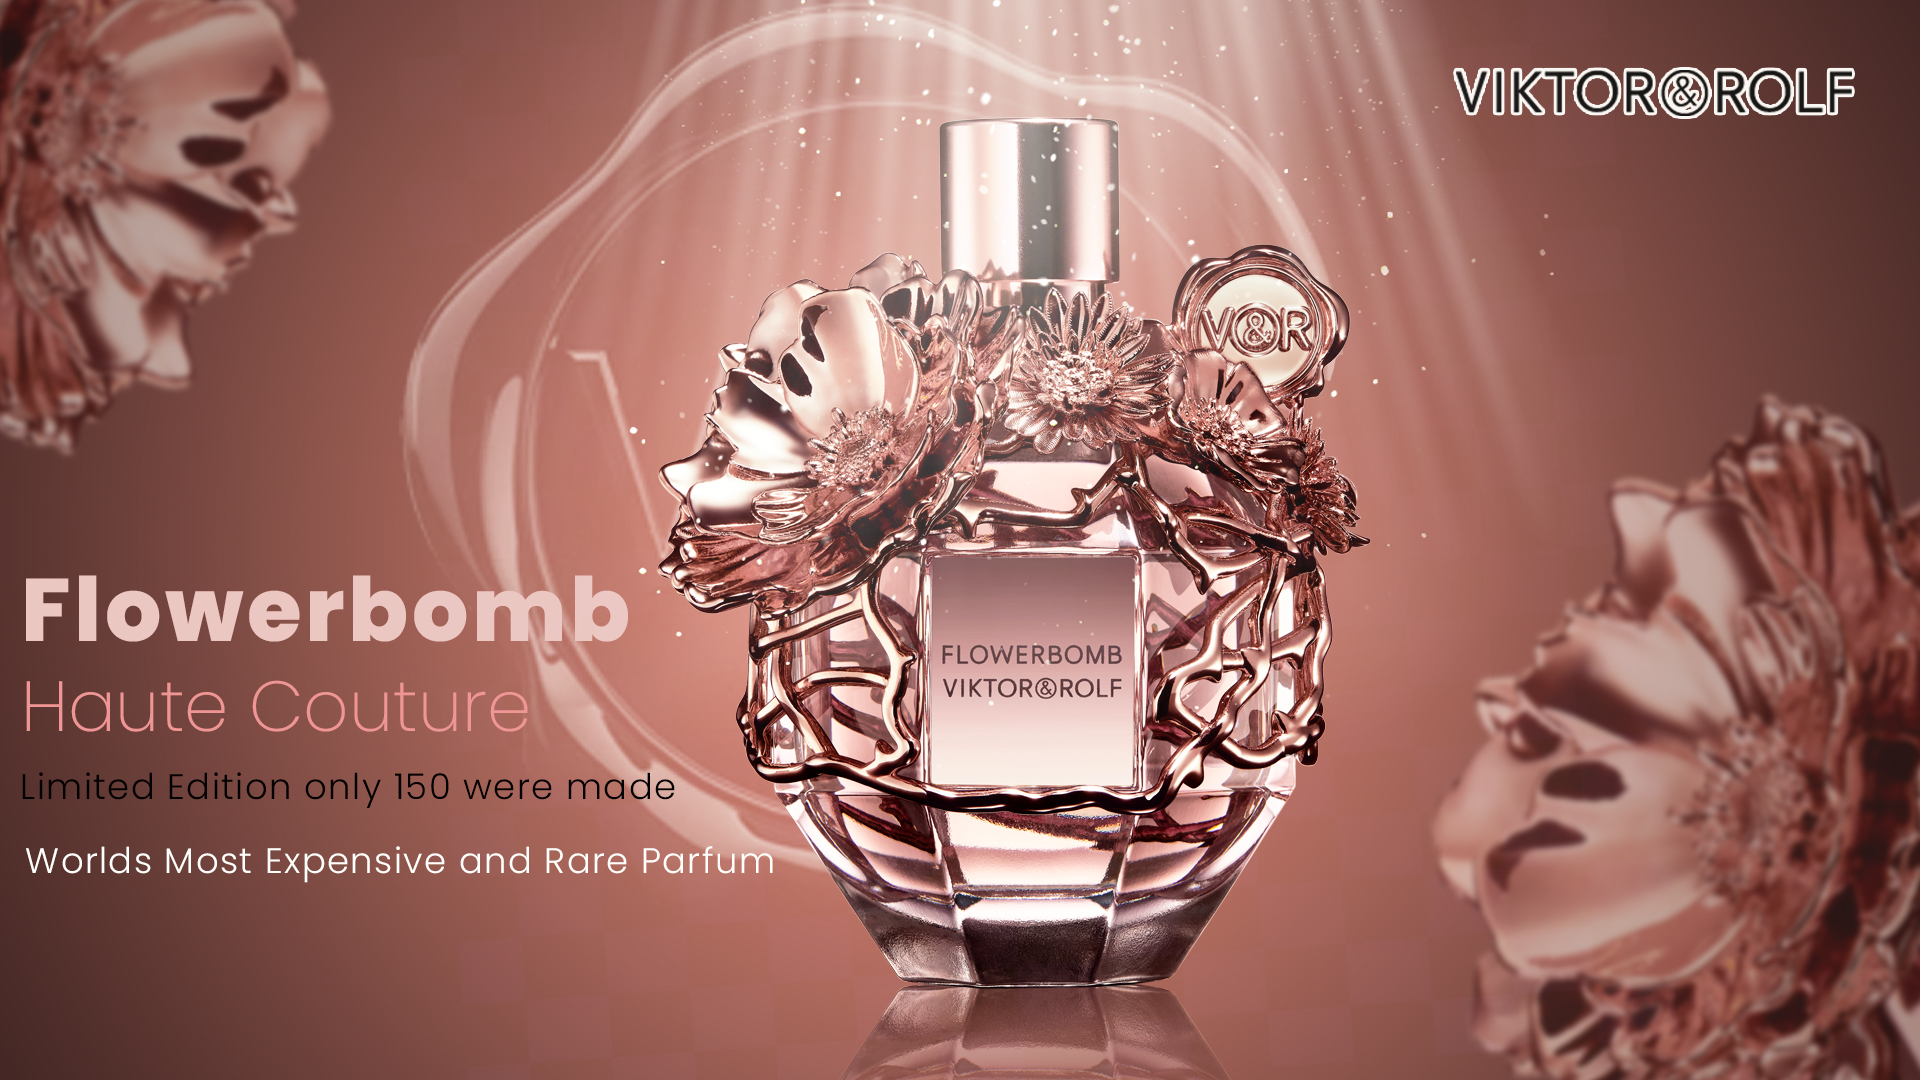 VIKTOR&ROLF
V&R
FLOWERBOMB
VIKTOR&ROLF
Flowerbomb
Haute Couture
Limited Edition only 150 were made
Worlds Most Expensive and Rare Parfum